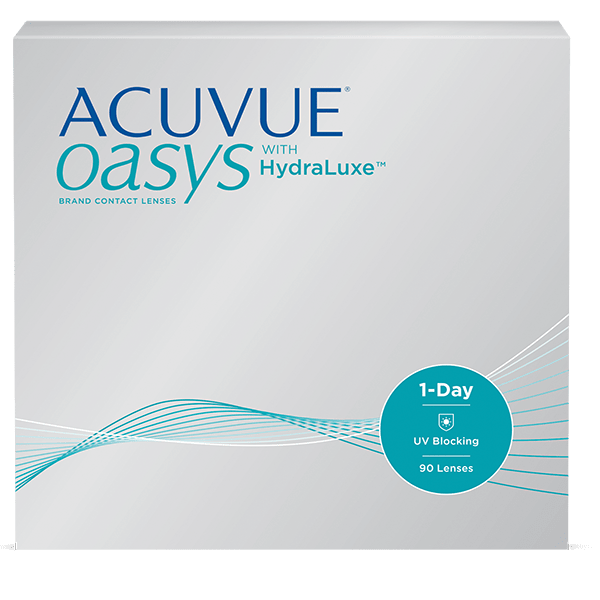 ACUVUE®
oasys WITH HydraLuxe™
BRAND CONTACT LENSES
1-Day
UV Blocking
90 Lenses